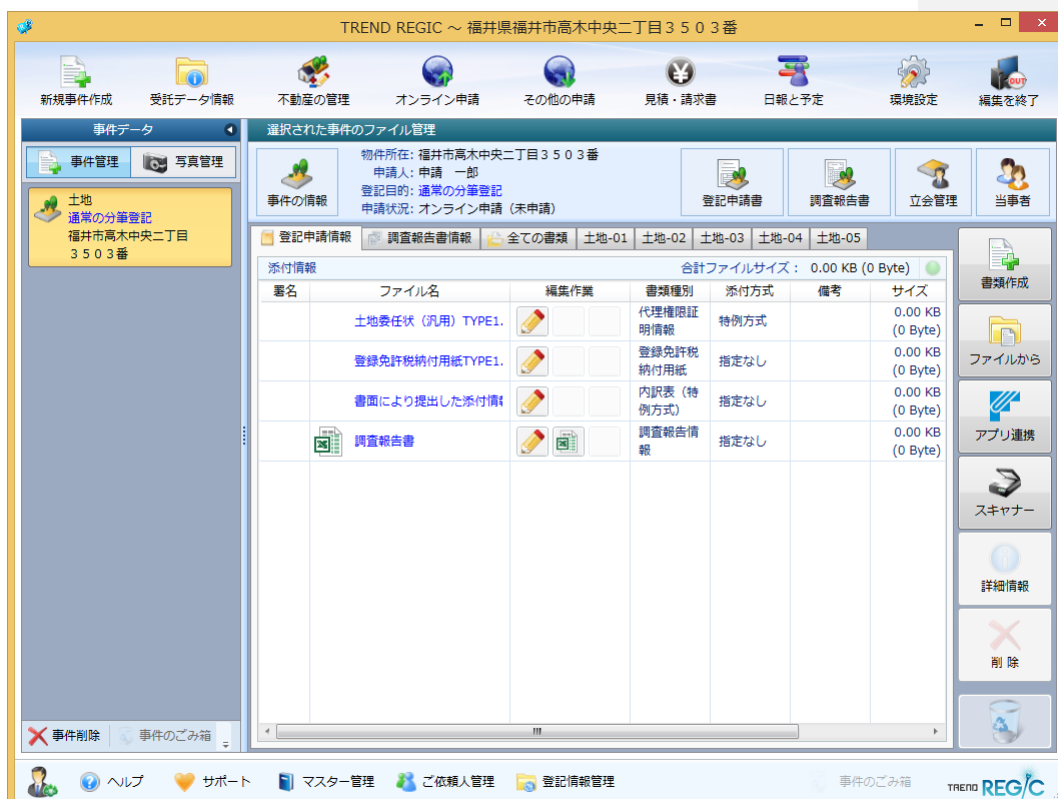 TREND REGIC ～ 福井県福井市高木中央二丁目３５０３番
新規事件作成
受託データ情報
不動産の管理
オンライン申請
その他の申請
見積・請求書
日報と予定
環境設定
編集を終了
事件データ
事件管理
写真管理
土地
通常の分筆登記
福井市高木中央二丁目
３５０３番
選択された事件のファイル管理
事件の情報
物件所在: 福井市高木中央二丁目３５０３番
申請人: 申請　一郎
登記目的: 通常の分筆登記
申請状況: オンライン申請（未申請）
登記申請書
調査報告書
立会管理
当事者
登記申請情報
調査報告書情報
全ての書類
土地-01
土地-02
土地-03
土地-04
土地-05
添付情報
合計ファイルサイズ： 0.00 KB (0 Byte)
署名 ファイル名 編集作業 書類種別 添付方式 備考 サイズ
土地委任状（汎用）TYPE1.
代理権限証
明情報
特例方式
0.00 KB
(0 Byte)
登録免許税納付用紙TYPE1.
登録免許税
納付用紙
指定なし
0.00 KB
(0 Byte)
書面により提出した添付情
内訳表（特
例方式）
指定なし
0.00 KB
(0 Byte)
調査報告書
調査報告情
報
指定なし
0.00 KB
(0 Byte)
書類作成
ファイルから
アプリ連携
スキャナー
詳細情報
削 除
事件削除
事件のごみ箱
ヘルプ
サポート
マスター管理
ご依頼人管理
登記情報管理
事件のごみ箱
TREND REGIC